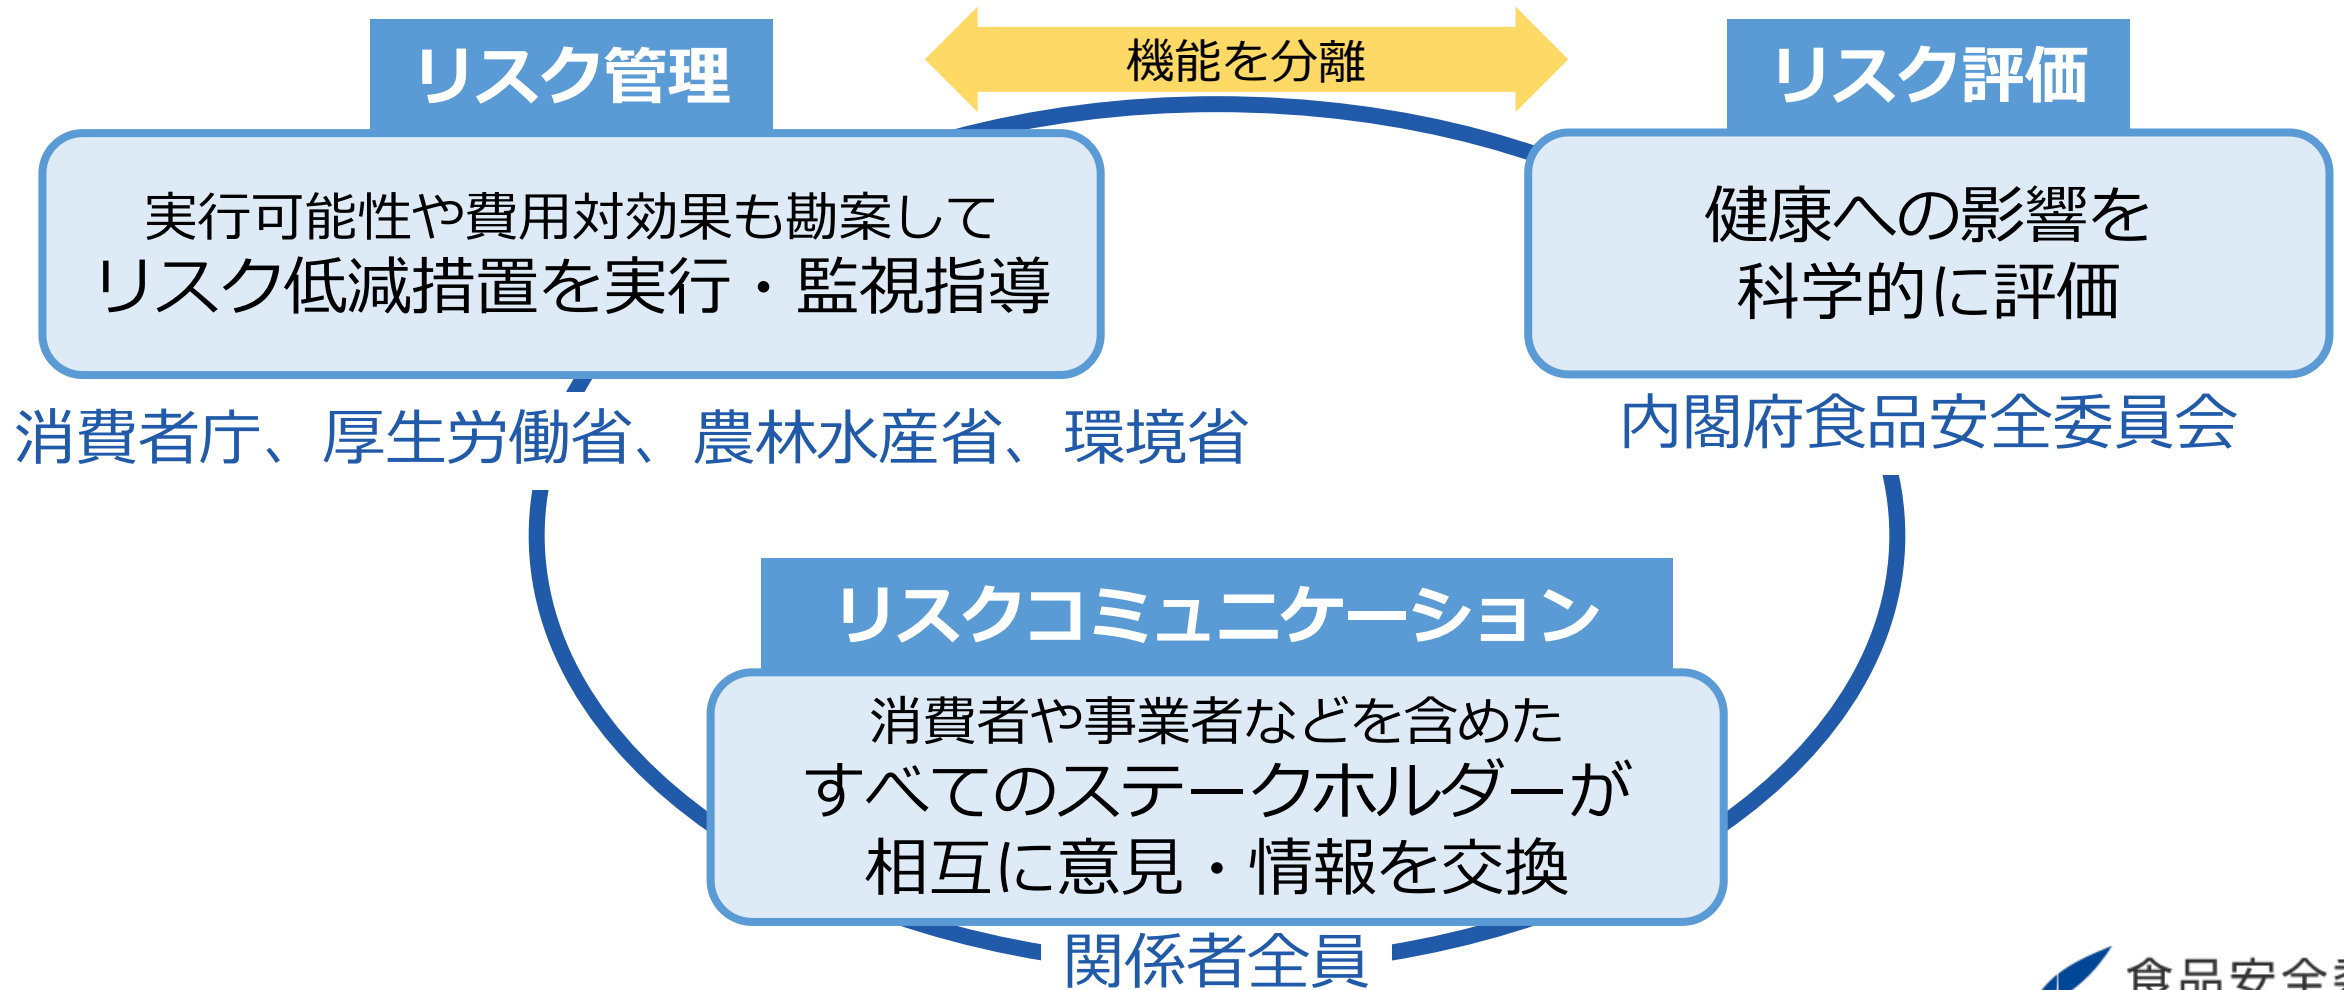 リスク管理
機能を分離
リスク評価
実行可能性や費用対効果も勘案して
リスク低減措置を実行・監視指導
健康への影響を
科学的に評価
消費者庁、厚生労働省、農林水産省、環境省
内閣府食品安全委員会
リスクコミュニケーション
消費者や事業者などを含めた
すべてのステークホルダーが
相互に意見・情報を交換
関係者全員
食品安全